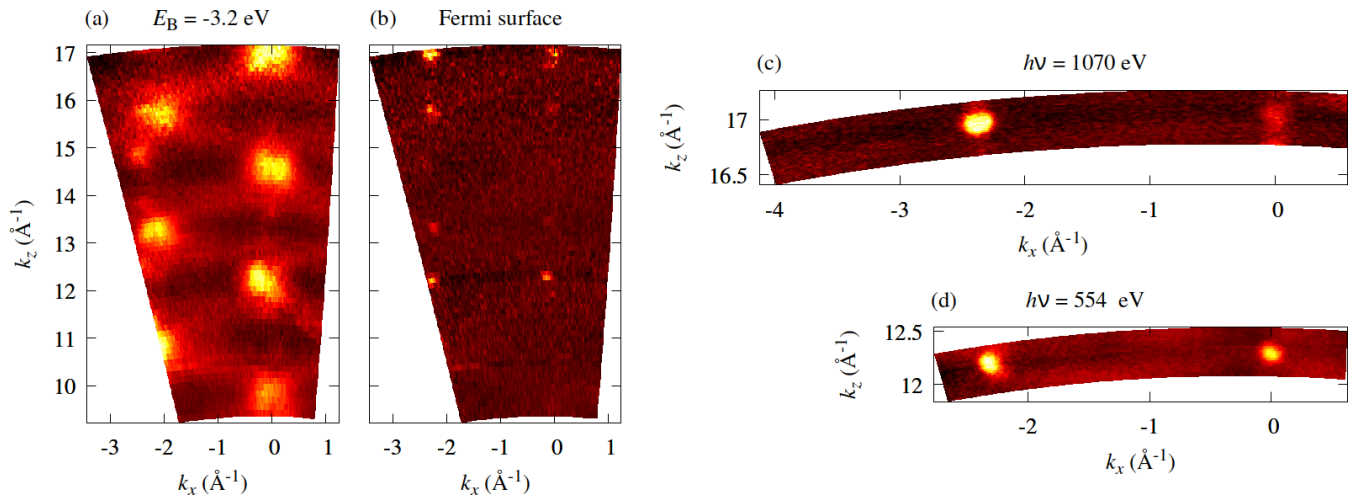 (a) E_B = -3.2 eV
17
16
15
14
13
12
11
10
k_z (Å⁻¹)
-3 -2 -1 0 1
k_x (Å⁻¹)
(b) Fermi surface
-3 -2 -1 0 1
k_x (Å⁻¹)
(c) hν = 1070 eV
17
16.5
k_z (Å⁻¹)
-4 -3 -2 -1 0
k_x (Å⁻¹)
(d) hν = 554 eV
12.5
12
k_z (Å⁻¹)
-2 -1 0
k_x (Å⁻¹)